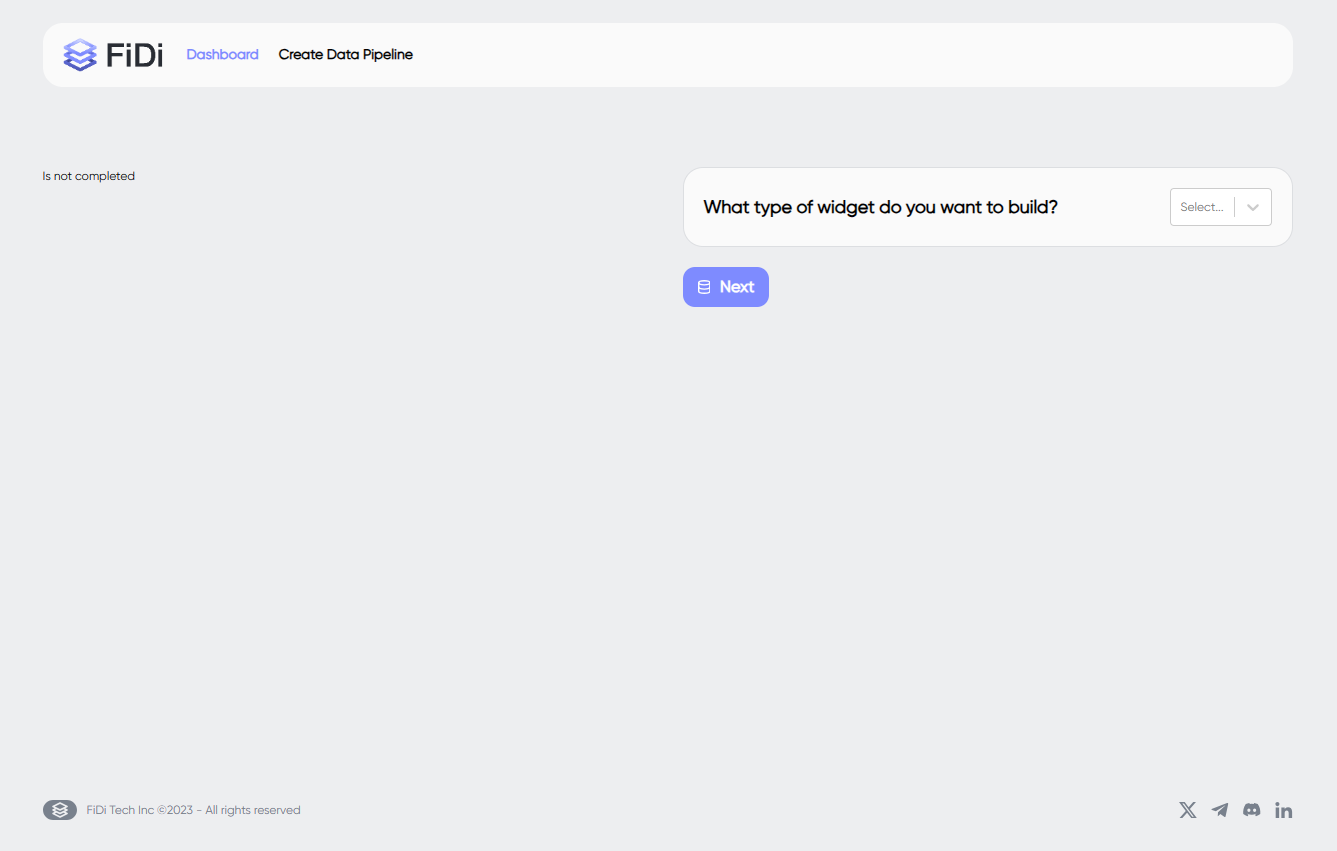 FiDi
Dashboard
Create Data Pipeline
Is not completed
What type of widget do you want to build?
Select...
Next
FiDi Tech Inc ©2023 - All rights reserved